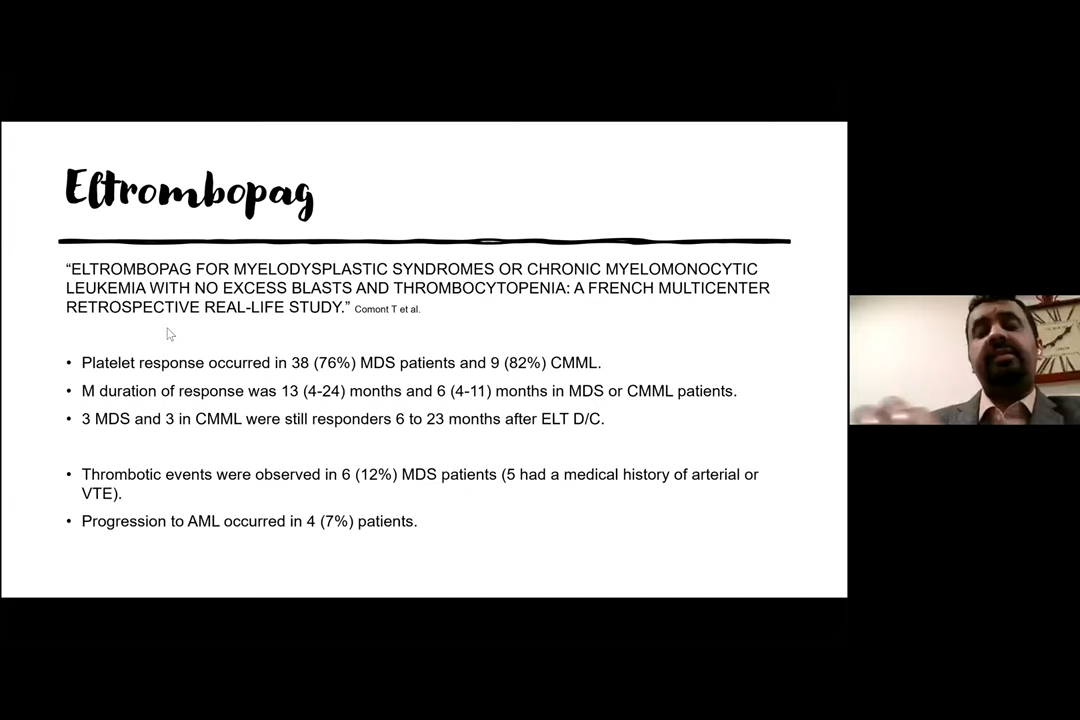 Eltrombopag
“ELTROMBOPAG FOR MYELODYSPLASTIC SYNDROMES OR CHRONIC MYELOMONOCYTIC
LEUKEMIA WITH NO EXCESS BLASTS AND THROMBOCYTOPENIA: A FRENCH MULTICENTER
RETROSPECTIVE REAL-LIFE STUDY.” Comont T et al.
• Platelet response occurred in 38 (76%) MDS patients and 9 (82%) CMML.
• M duration of response was 13 (4-24) months and 6 (4-11) months in MDS or CMML patients.
• 3 MDS and 3 in CMML were still responders 6 to 23 months after ELT D/C.
• Thrombotic events were observed in 6 (12%) MDS patients (5 had a medical history of arterial or
VTE).
• Progression to AML occurred in 4 (7%) patients.